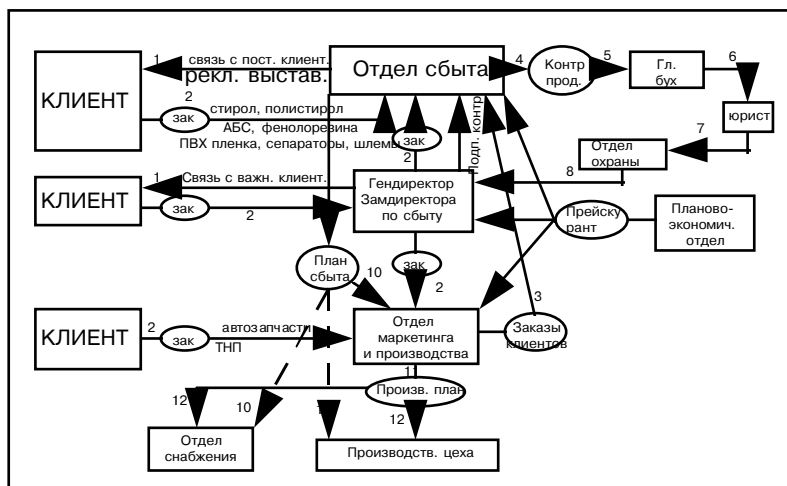 1
связь с пост. клиент.
рекл. выстав.
Отдел сбыта
4
Контр
прод.
5
Гл.
бух
6
КЛИЕНТ
2
зак
стирол, полистирол
АБС, фенолоревина
ПВХ пленка, сепараторы, шлемы
зак
2
Подп. контр
юрист
7
Отдел
охраны
8
1
Связь с важн. клиент.
КЛИЕНТ
зак
2
Гендиректор
Замдиректора
по сбыту
Прейску
рант
Планово-
экономич.
отдел
План
сбыта
10
зак
2
3
КЛИЕНТ
2
зак
автозапчасти
ТНП
Отдел
маркетинга
и производства
Заказы
клиентов
11
Произв. план
12
10
12
Отдел
снабжения
Производств. цеха